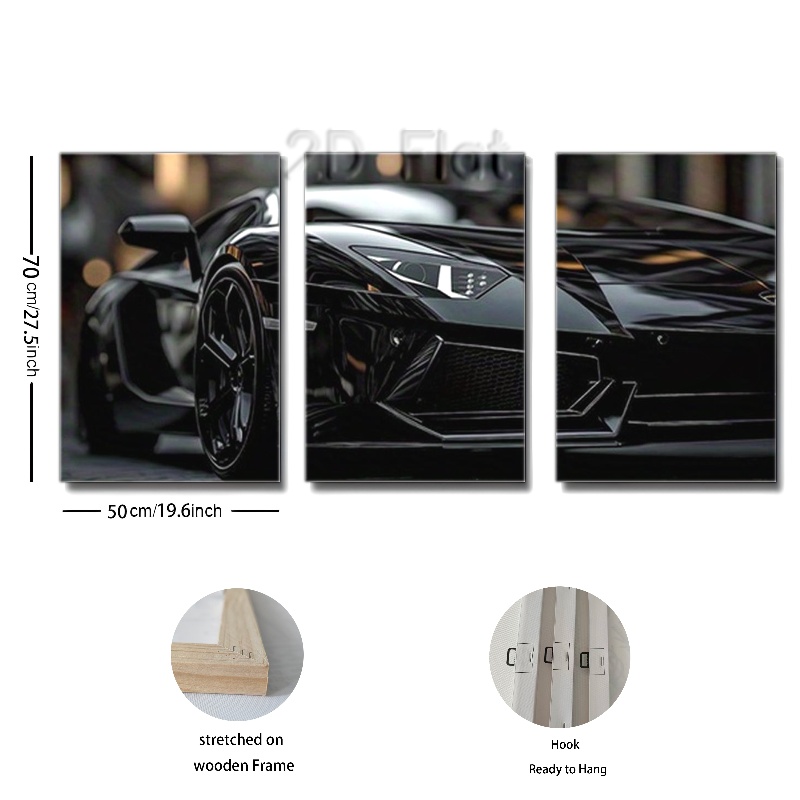 2D Flat
70 cm/27.5inch
50cm/19.6inch
stretched on
wooden Frame
Hook
Ready to Hang